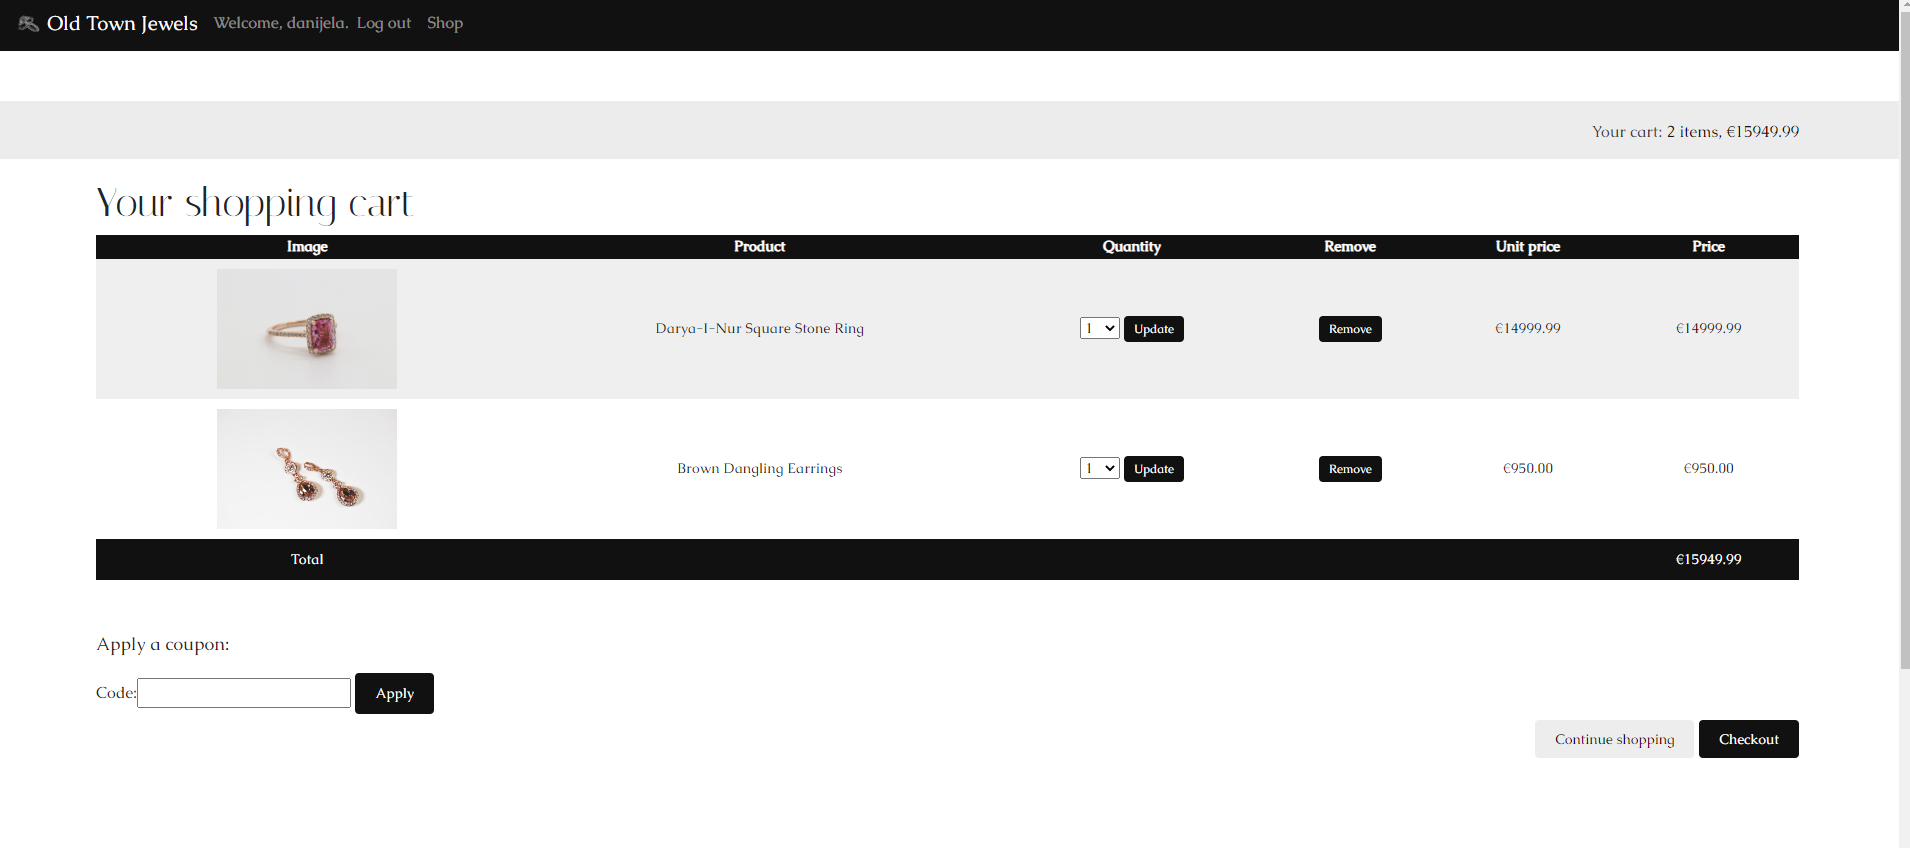 Old Town Jewels Welcome, danijela. Log out Shop
Your cart: 2 items, €15949.99
Your shopping cart
Image Product Quantity Remove Unit price Price
Darya-I-Nur Square Stone Ring 1 Update Remove €14999.99 €14999.99
Brown Dangling Earrings 1 Update Remove €950.00 €950.00
Total €15949.99
Apply a coupon:
Code: Apply
Continue shopping Checkout